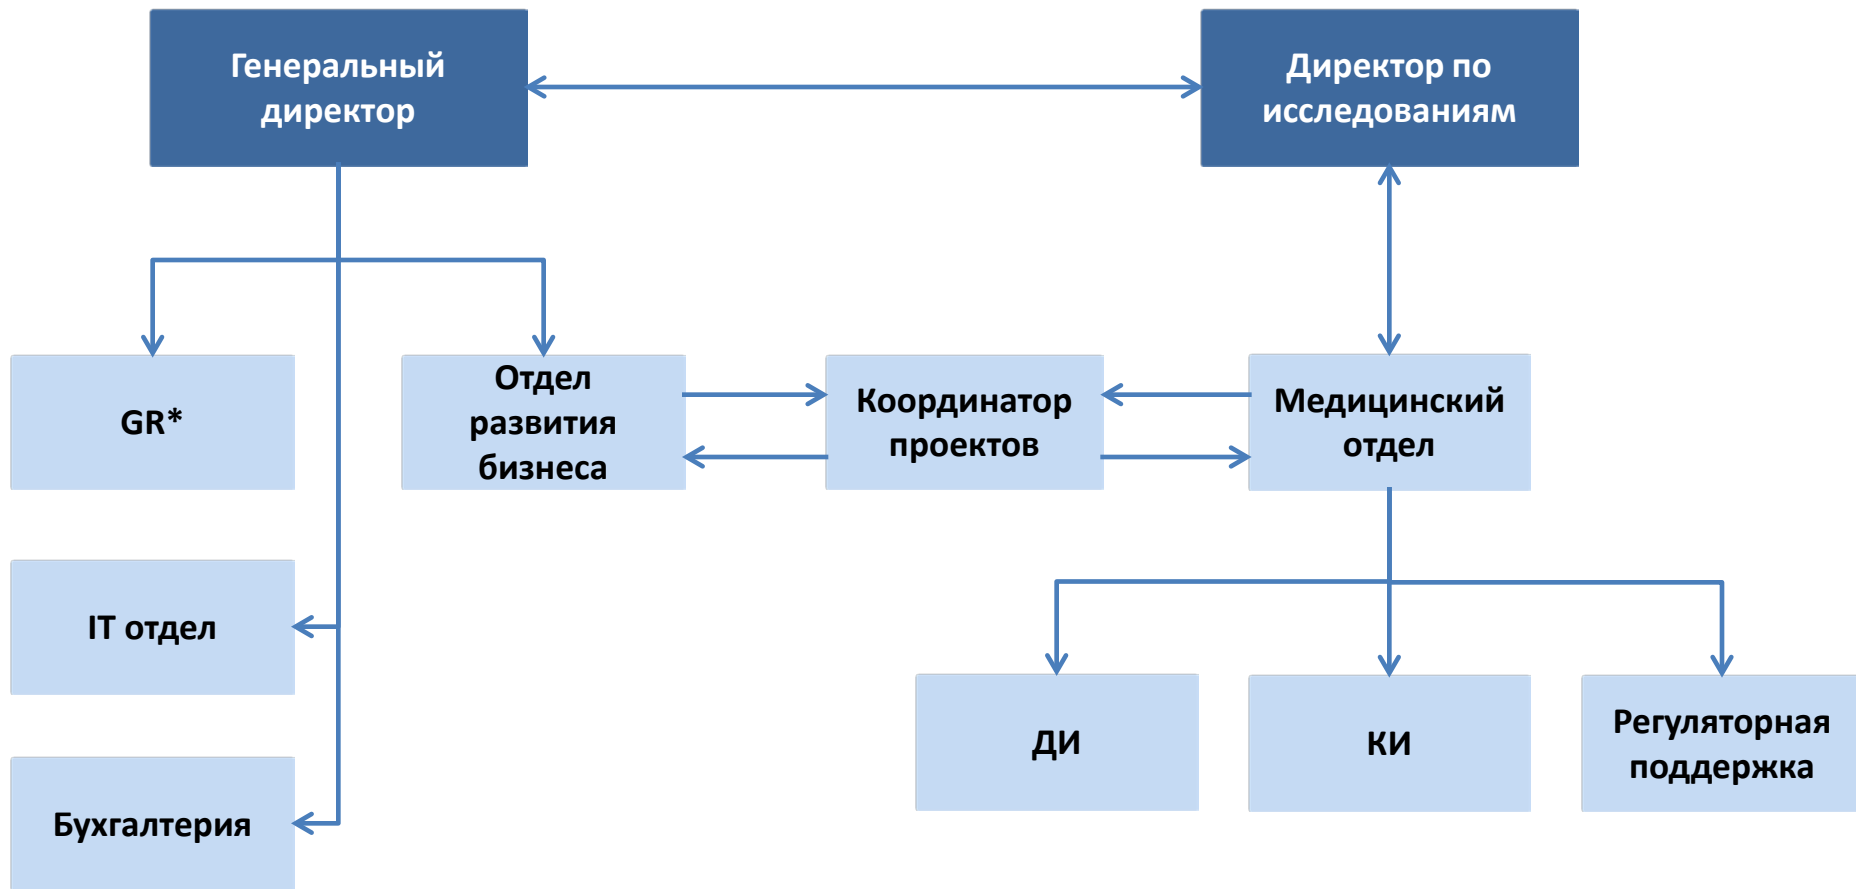 Генеральный
директор
Директор по
исследованиям
GR*
Отдел
развития
бизнеса
Координатор
проектов
Медицинский
отдел
IT отдел
ДИ
КИ
Регуляторная
поддержка
Бухгалтерия